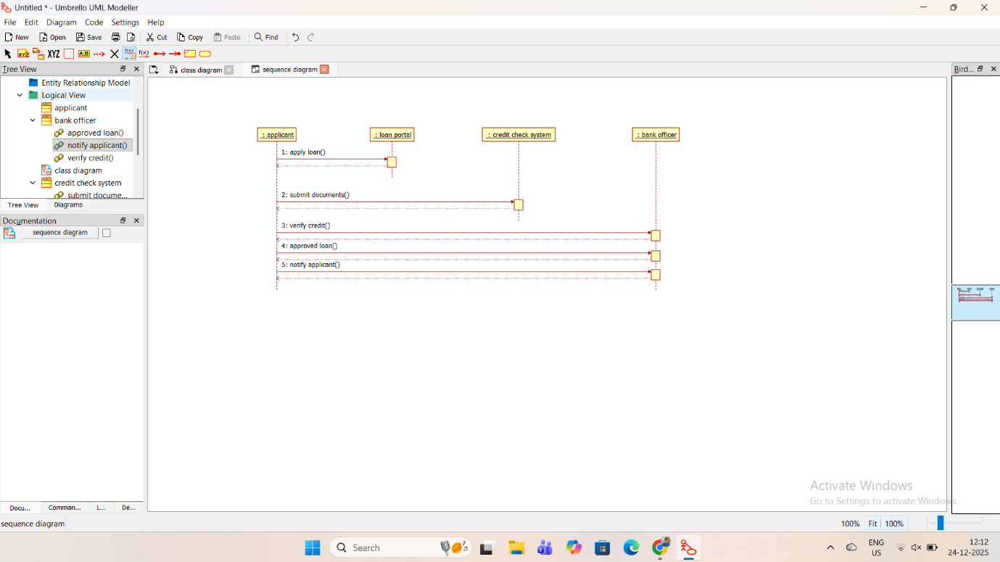 Untitled * - Umbrello UML Modeller
File Edit Diagram Code Settings Help
New Open Save Cut Copy Paste Find
XYZ XYZ A:B f(x) f(x)
Tree View
class diagram
sequence diagram
Bird...
Entity Relationship Model
Logical View
applicant
bank officer
approved loan()
notify applicant()
verify credit()
class diagram
credit check system
submit docume...
Tree View Diagrams
Documentation
sequence diagram
: applicant
: loan portal
: credit check system
: bank officer
1: apply loan()
2: submit documents()
3: verify credit()
4: approved loan()
5: notify applicant()
Activate Windows
Go to Settings to activate Windows.
Docu... Comman... L... De...
sequence diagram
100% Fit 100%
Search
ENG
US
12:12
24-12-2025